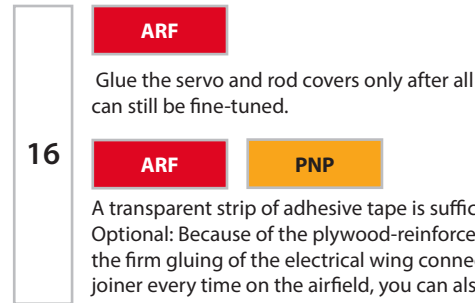 ARF
Glue the servo and rod covers only after all
can still be fine-tuned.
16
ARF PNP
A transparent strip of adhesive tape is suffic
Optional: Because of the plywood-reinforce
the firm gluing of the electrical wing conne
joiner every time on the airfield, you can als